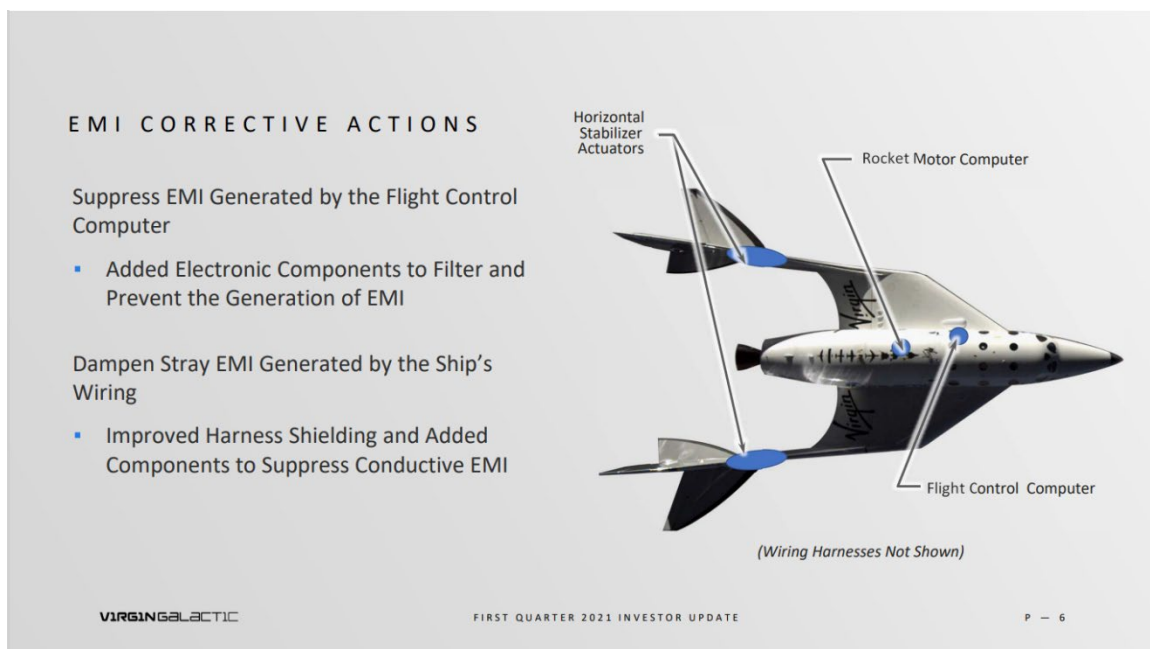 EMI CORRECTIVE ACTIONS
Suppress EMI Generated by the Flight Control
Computer
▪ Added Electronic Components to Filter and
Prevent the Generation of EMI
Dampen Stray EMI Generated by the Ship's
Wiring
▪ Improved Harness Shielding and Added
Components to Suppress Conductive EMI
Horizontal
Stabilizer
Actuators
Rocket Motor Computer
Virgin
Virgin
Flight Control Computer
(Wiring Harnesses Not Shown)
VIRGIN GALACTIC
FIRST QUARTER 2021 INVESTOR UPDATE
P — 6